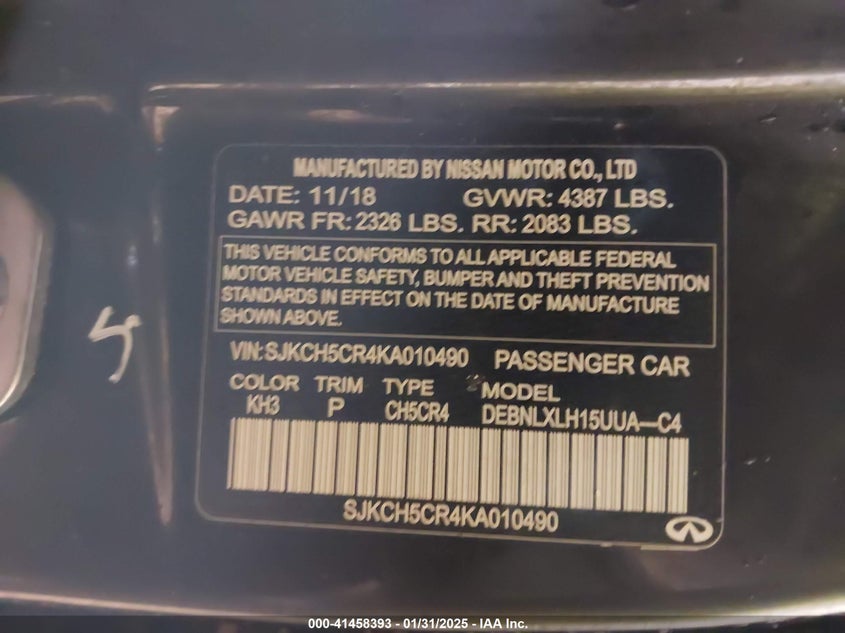 MANUFACTURED BY NISSAN MOTOR CO., LTD
DATE: 11/18 GVWR: 4387 LBS.
GAWR FR: 2326 LBS. RR: 2083 LBS.
THIS VEHICLE CONFORMS TO ALL APPLICABLE FEDERAL
MOTOR VEHICLE SAFETY, BUMPER AND THEFT PREVENTION
STANDARDS IN EFFECT ON THE DATE OF MANUFACTURE
SHOWN ABOVE.
VIN: SJKCH5CR4KA010490 PASSENGER CAR
COLOR TRIM TYPE MODEL
KH3 P CH5CR4 DEBNLXLH15UUA—C4
SJKCH5CR4KA010490
000-41458393 - 01/31/2025 - IAA Inc.